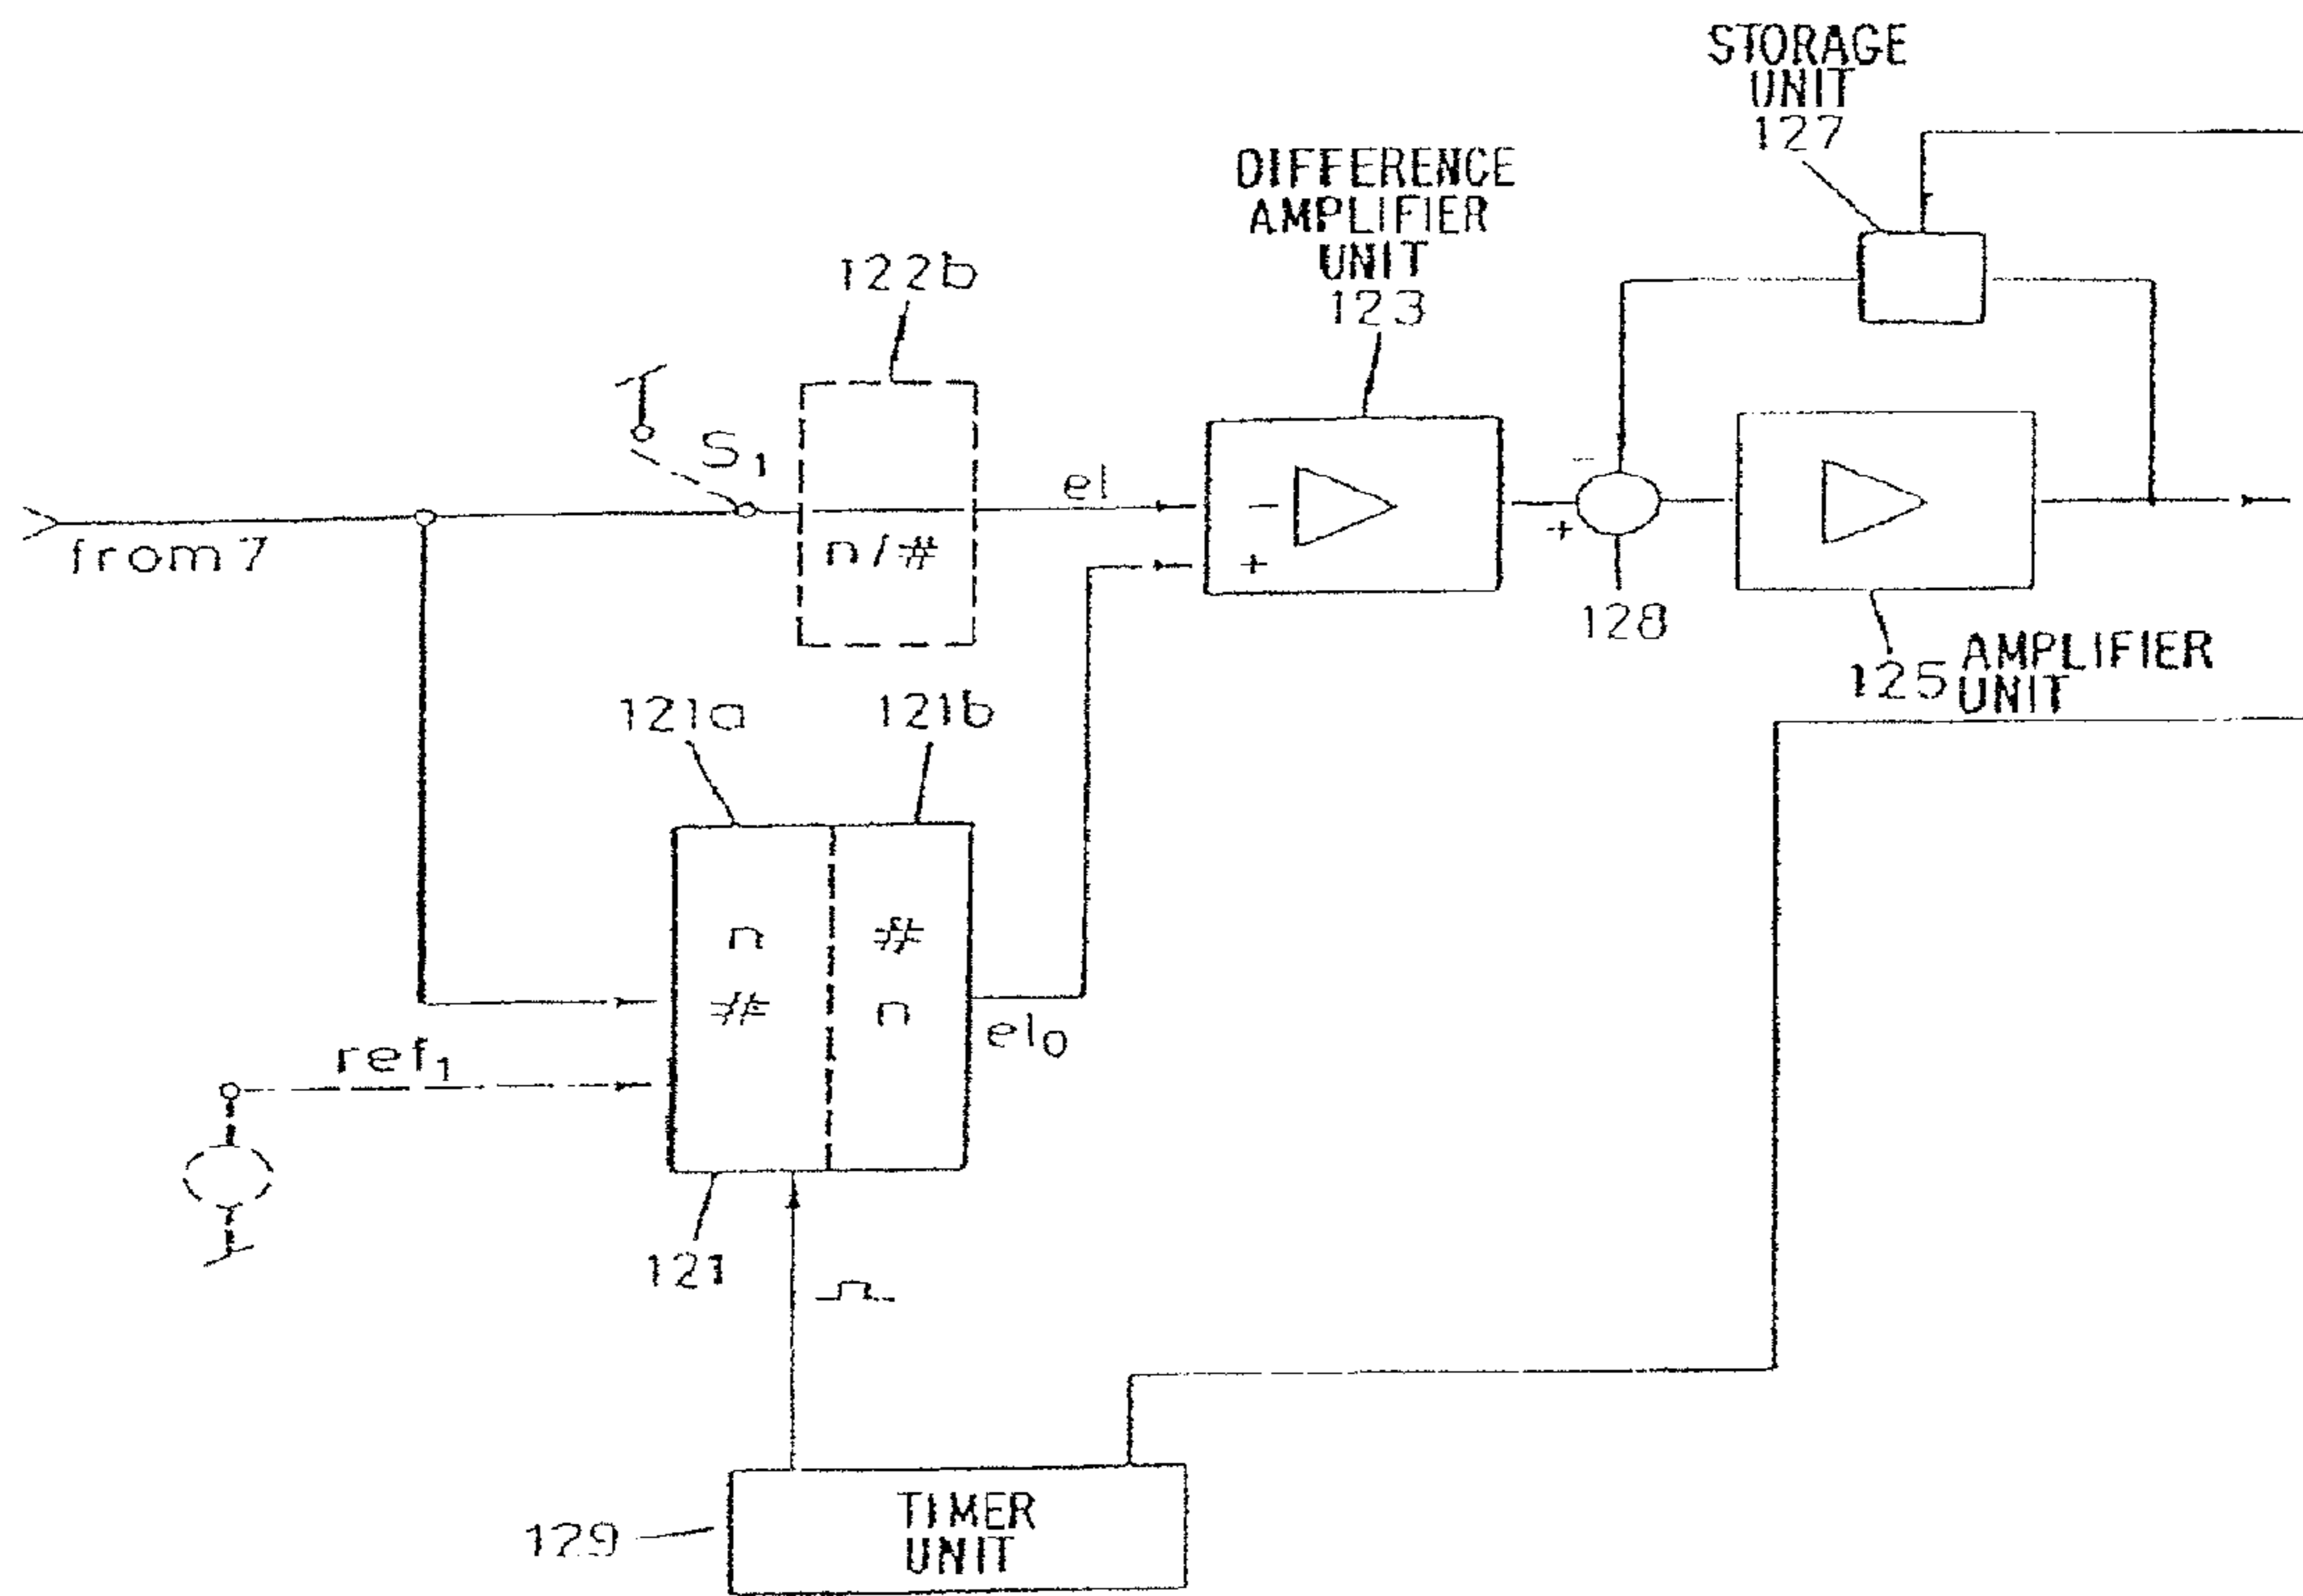 STORAGE
UNIT
127
DIFFERENCE
AMPLIFIER
UNIT
123
122b
S1
el
from 7
n/#
-
+
-
+
128
125 AMPLIFIER
UNIT
121a
121b
n
#
#
n
el0
ref1
121
129
TIMER
UNIT